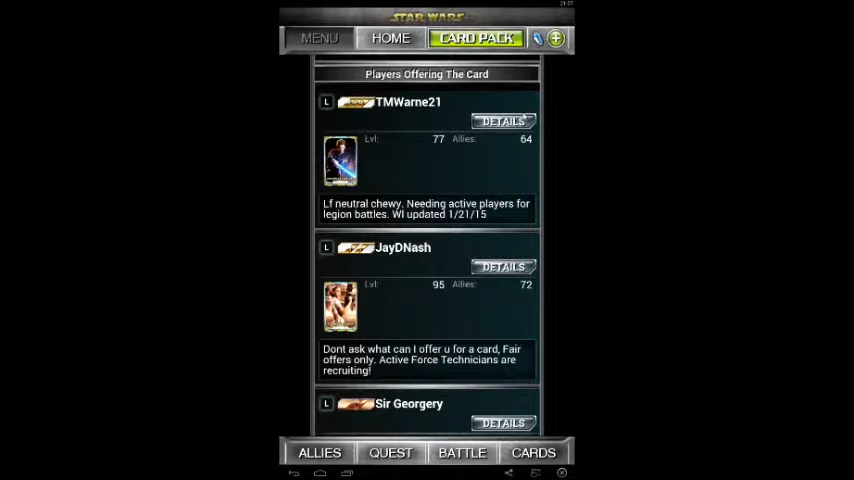 21:07
STAR WARS
MENU HOME CARD PACK
Players Offering The Card
L TMWarne21
DETAILS
Lvl: 77 Allies: 64
Lf neutral chewy. Needing active players for
legion battles. Wl updated 1/21/15
L JayDNash
DETAILS
Lvl: 95 Allies: 72
Dont ask what can I offer u for a card, Fair
offers only. Active Force Technicians are
recruiting!
L Sir Georgery
DETAILS
ALLIES QUEST BATTLE CARDS